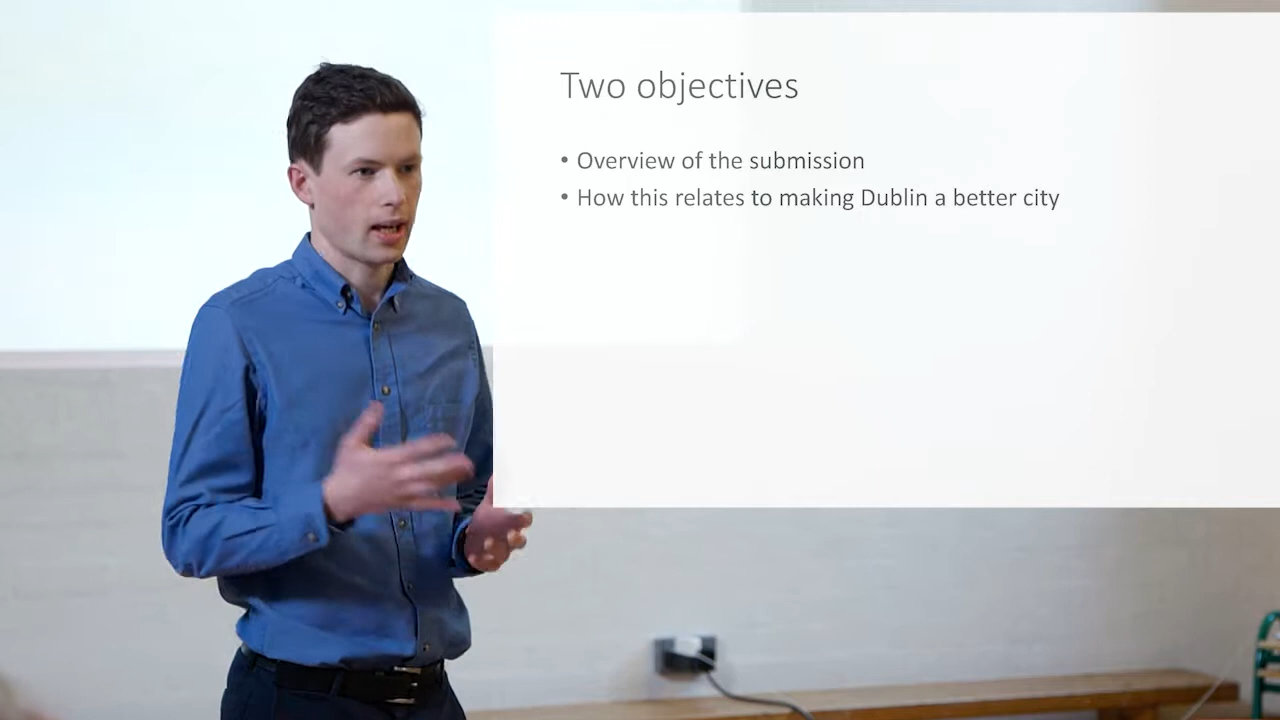 Two objectives
• Overview of the submission
• How this relates to making Dublin a better city